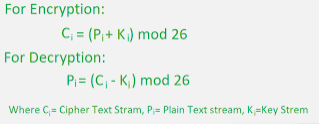 For Encryption:
Cᵢ = (Pᵢ + Kᵢ) mod 26
For Decryption:
Pᵢ = (Cᵢ - Kᵢ) mod 26
Where Cᵢ= Cipher Text Stram, Pᵢ= Plain Text stream, Kᵢ=Key Strem